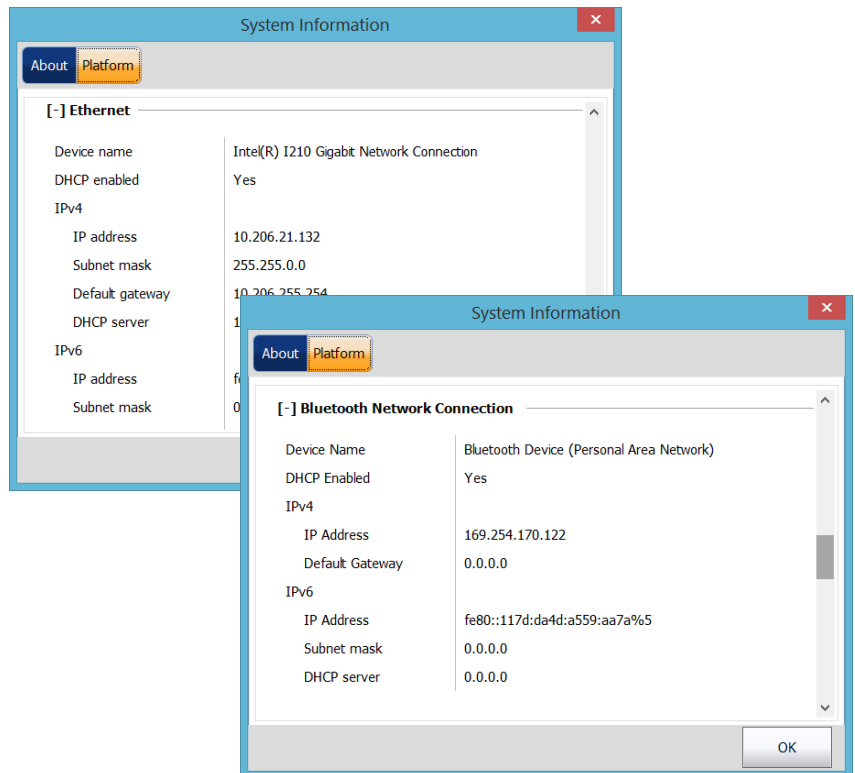 System Information
About Platform
[-] Ethernet
Device name Intel(R) I210 Gigabit Network Connection
DHCP enabled Yes
IPv4
IP address 10.206.21.132
Subnet mask 255.255.0.0
Default gateway 10.206.255.254
DHCP server
IPv6
IP address
Subnet mask
System Information
About Platform
[-] Bluetooth Network Connection
Device Name Bluetooth Device (Personal Area Network)
DHCP Enabled Yes
IPv4
IP Address 169.254.170.122
Default Gateway 0.0.0.0
IPv6
IP Address fe80::117d:da4d:a559:aa7a%5
Subnet mask 0.0.0.0
DHCP server 0.0.0.0
OK